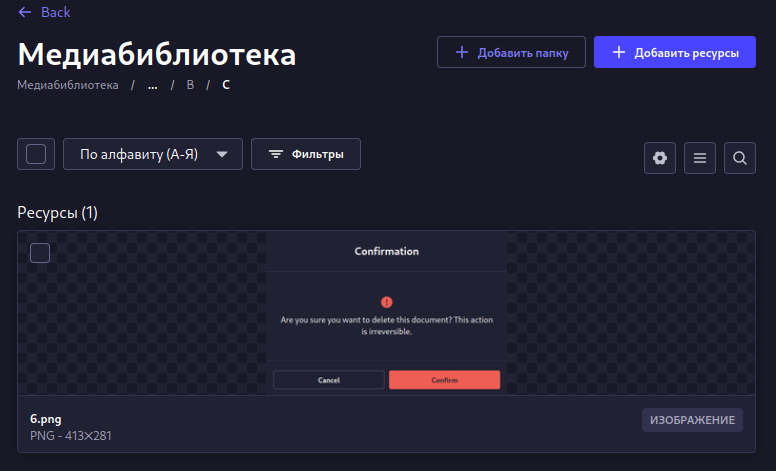 Back
Медиабиблиотека
Добавить папку
Добавить ресурсы
Медиабиблиотека / ... / B / C
По алфавиту (А-Я)
Фильтры
Ресурсы (1)
Confirmation
Are you sure you want to delete this document? This action
is irreversible.
Cancel
Confirm
6.png
PNG - 413✕281
ИЗОБРАЖЕНИЕ